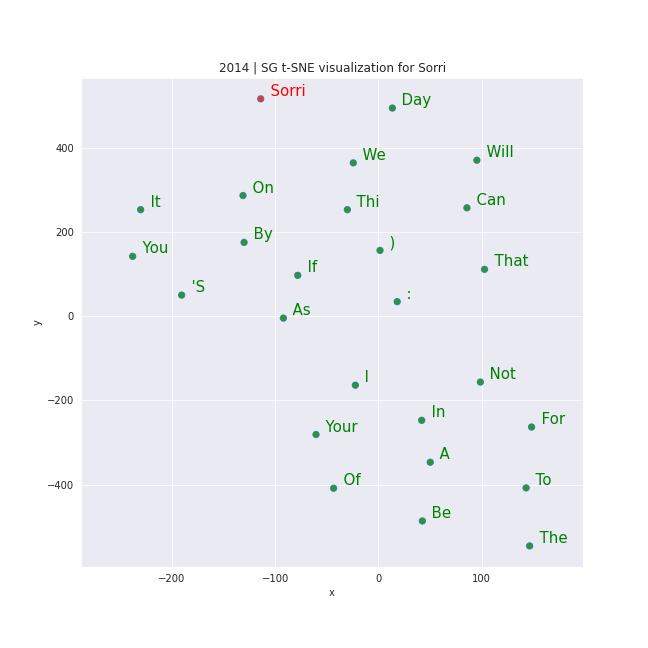 2014 | SG t-SNE visualization for Sorri
Sorri
Day
We
Will
On
It
Thi
Can
By
You
)
If
That
'S
:
As
I
Not
In
For
Your
A
Of
To
Be
The
400
200
0
−200
−400
y
−200
−100
0
100
x